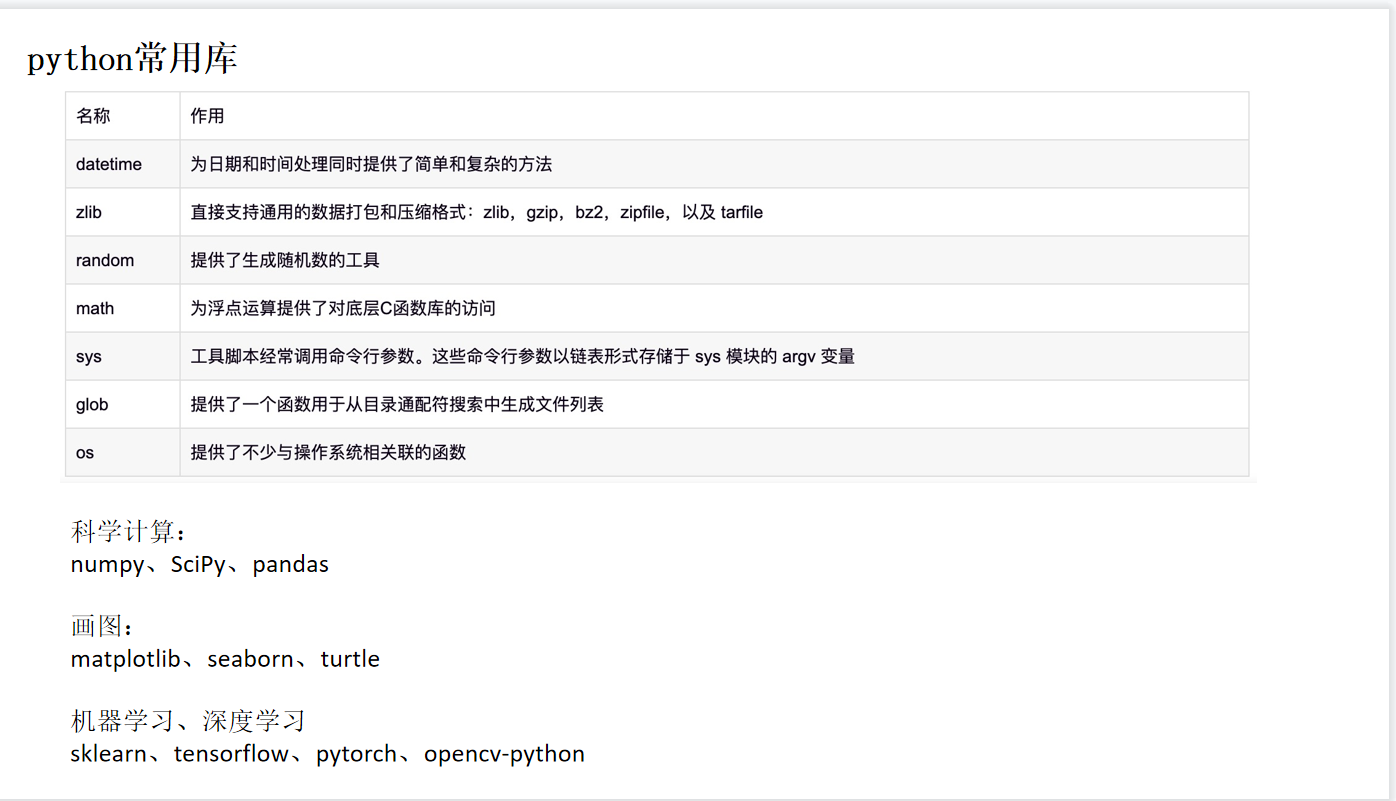 python常用库
名称 作用
datetime 为日期和时间处理同时提供了简单和复杂的方法
zlib 直接支持通用的数据打包和压缩格式：zlib，gzip，bz2，zipfile，以及 tarfile
random 提供了生成随机数的工具
math 为浮点运算提供了对底层C函数库的访问
sys 工具脚本经常调用命令行参数。这些命令行参数以链表形式存储于 sys 模块的 argv 变量
glob 提供了一个函数用于从目录通配符搜索中生成文件列表
os 提供了不少与操作系统相关联的函数
科学计算：
numpy、SciPy、pandas
画图：
matplotlib、seaborn、turtle
机器学习、深度学习
sklearn、tensorflow、pytorch、opencv-python